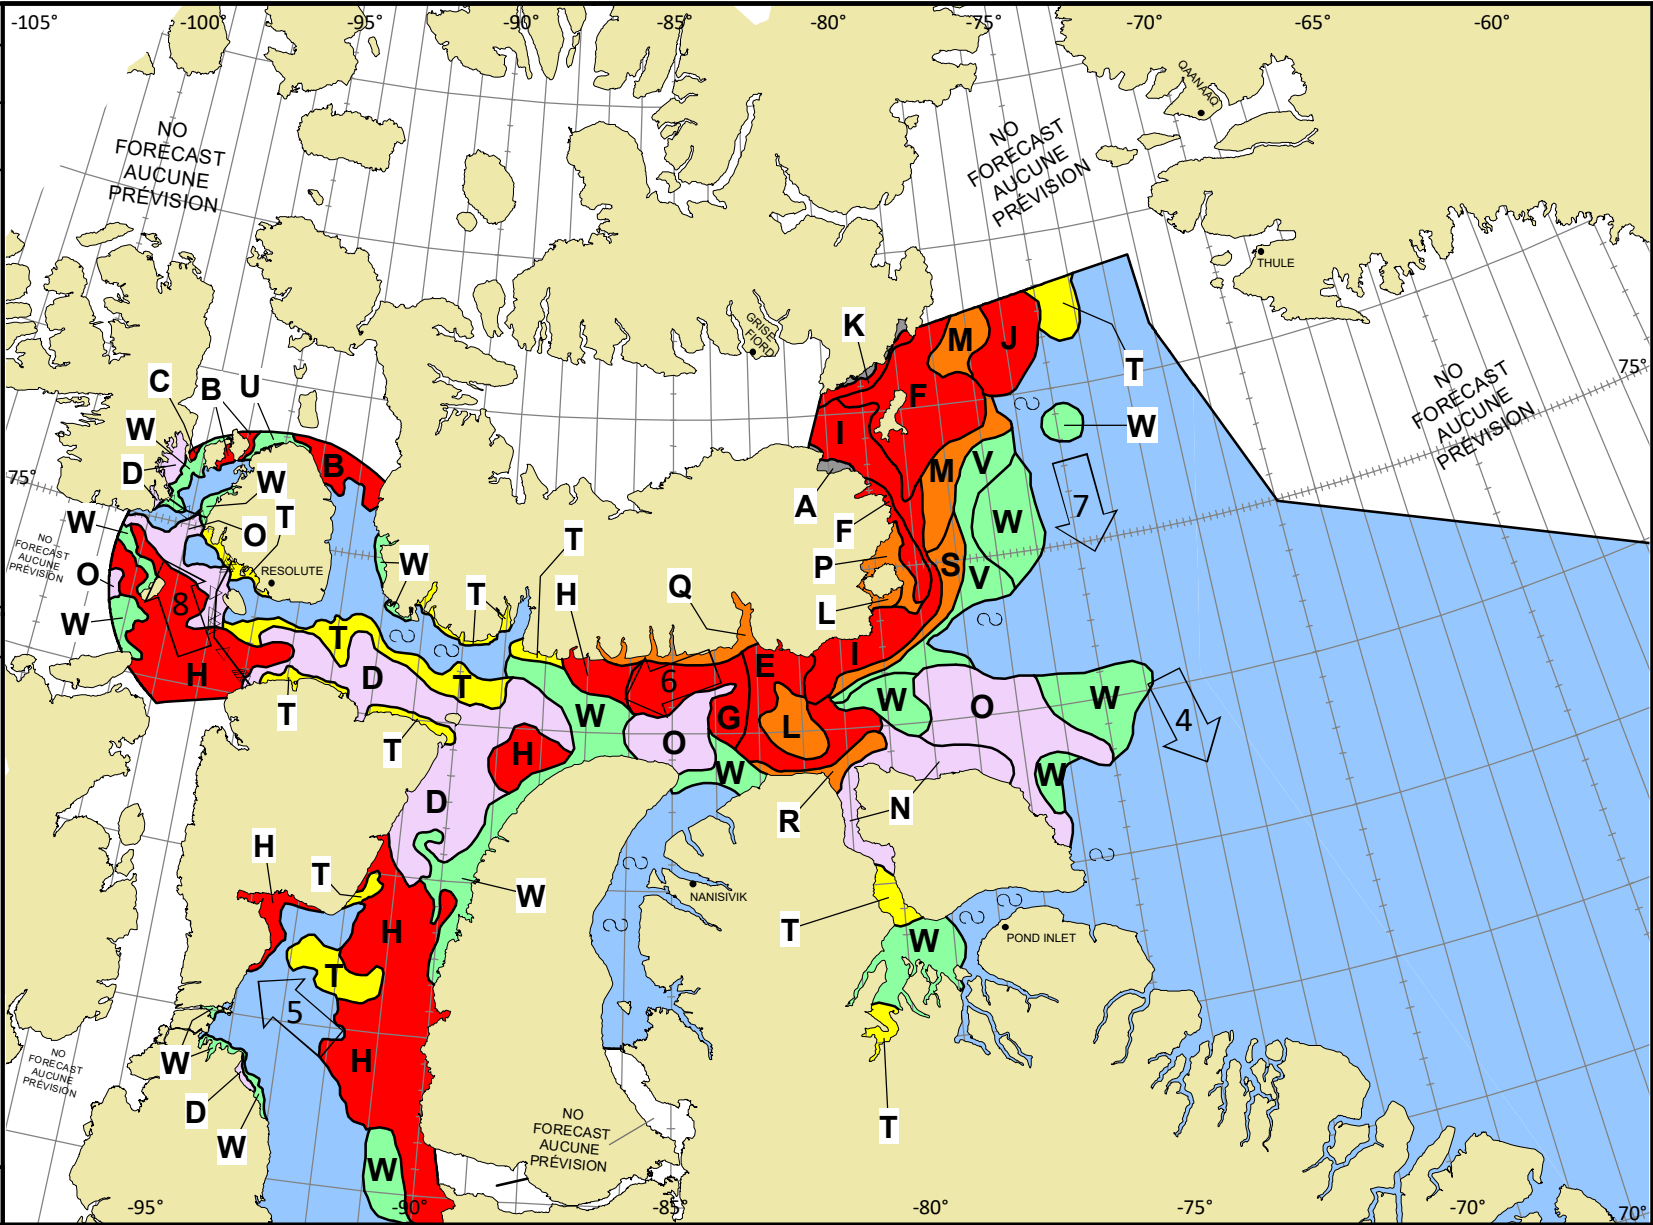 -105° -100° -95° -90° -85° -80° -75° -70° -65° -60°
QAANAAQ
NO
FORECAST
AUCUNE
PRÉVISION
NO
FORECAST
AUCUNE
PRÉVISION
THULE
GRISE
FIORD
K
M
J
T
75°
NO
FORECAST
AUCUNE
PRÉVISION
C
B
U
F
W
I
W
D
B
M
V
75°
W
A
7
W
T
F
W
NO
FORECAST
AUCUNE
PRÉVISION
O
T
W
P
S
V
O
RESOLUTE
H
Q
T
L
8
W
T
I
H
D
T
6
E
W
O
W
T
W
G
L
4
T
H
O
W
W
D
R
N
H
T
W
NANISIVIK
H
T
W
POND INLET
T
5
H
W
NO
FORECAST
AUCUNE
PRÉVISION
D
W
T
NO
FORECAST
AUCUNE
PRÉVISION
W
-95° -90° -85° -80° -75° -70° 70°